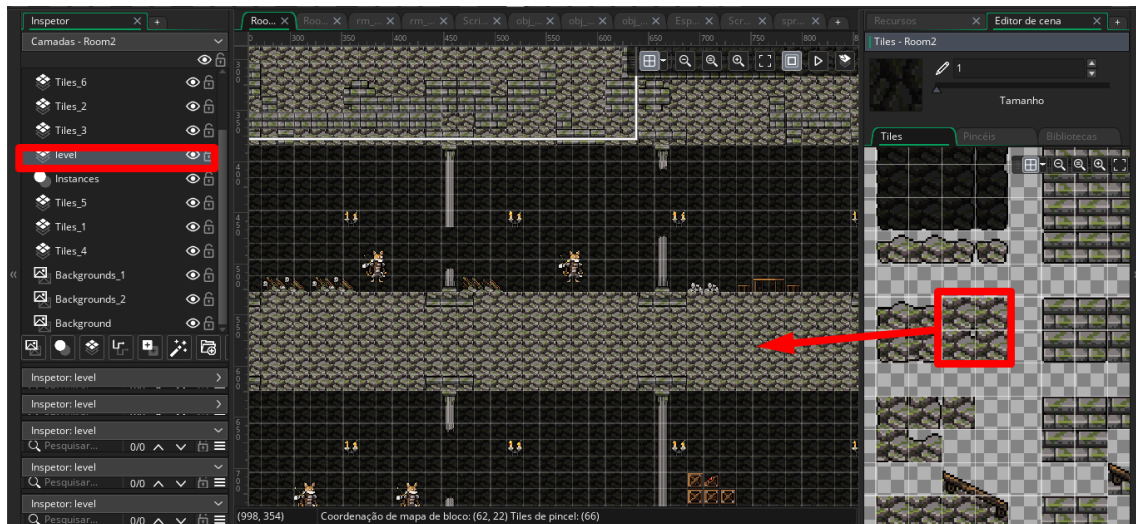 Inspetor
Camadas - Room2
Tiles_6
Tiles_2
Tiles_3
level
Instances
Tiles_5
Tiles_1
Tiles_4
Backgrounds_1
Backgrounds_2
Background
Inspetor: level
Inspetor: level
Inspetor: level
Pesquisar... 0/0
Inspetor: level
Pesquisar... 0/0
Inspetor: level
Pesquisar... 0/0
Roo... Roo... rm_... rm_... Scri... obj_... obj_... obj_... Esp... Scr... spr...
300 350 400 450 500 550 600 650 700 750 800
(998, 354) Coordenação de mapa de bloco: (62, 22) Tiles de pincel: (66)
Recursos Editor de cena
Tiles - Room2
1
Tamanho
Tiles Pincéis Bibliotecas